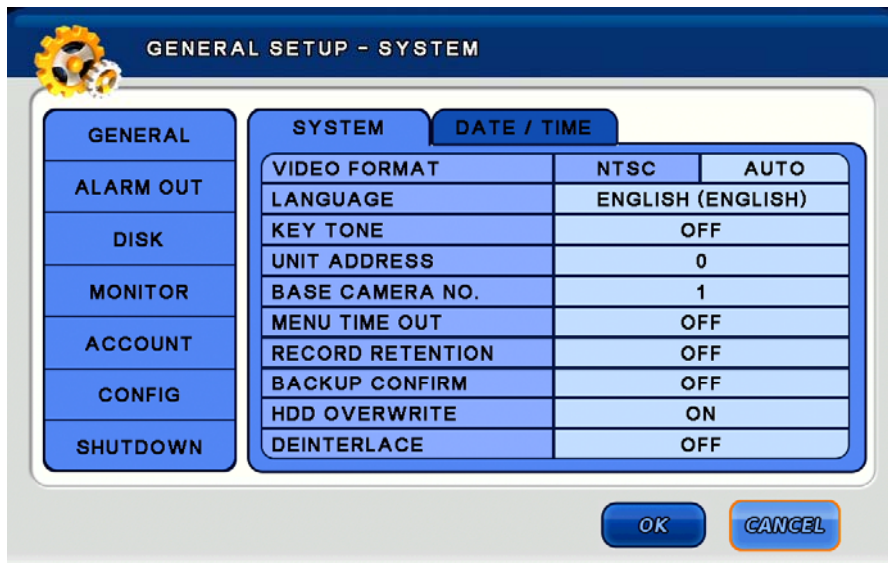 GENERAL SETUP - SYSTEM
GENERAL
ALARM OUT
DISK
MONITOR
ACCOUNT
CONFIG
SHUTDOWN
SYSTEM DATE / TIME
VIDEO FORMAT NTSC AUTO
LANGUAGE ENGLISH (ENGLISH)
KEY TONE OFF
UNIT ADDRESS 0
BASE CAMERA NO. 1
MENU TIME OUT OFF
RECORD RETENTION OFF
BACKUP CONFIRM OFF
HDD OVERWRITE ON
DEINTERLACE OFF
OK CANCEL